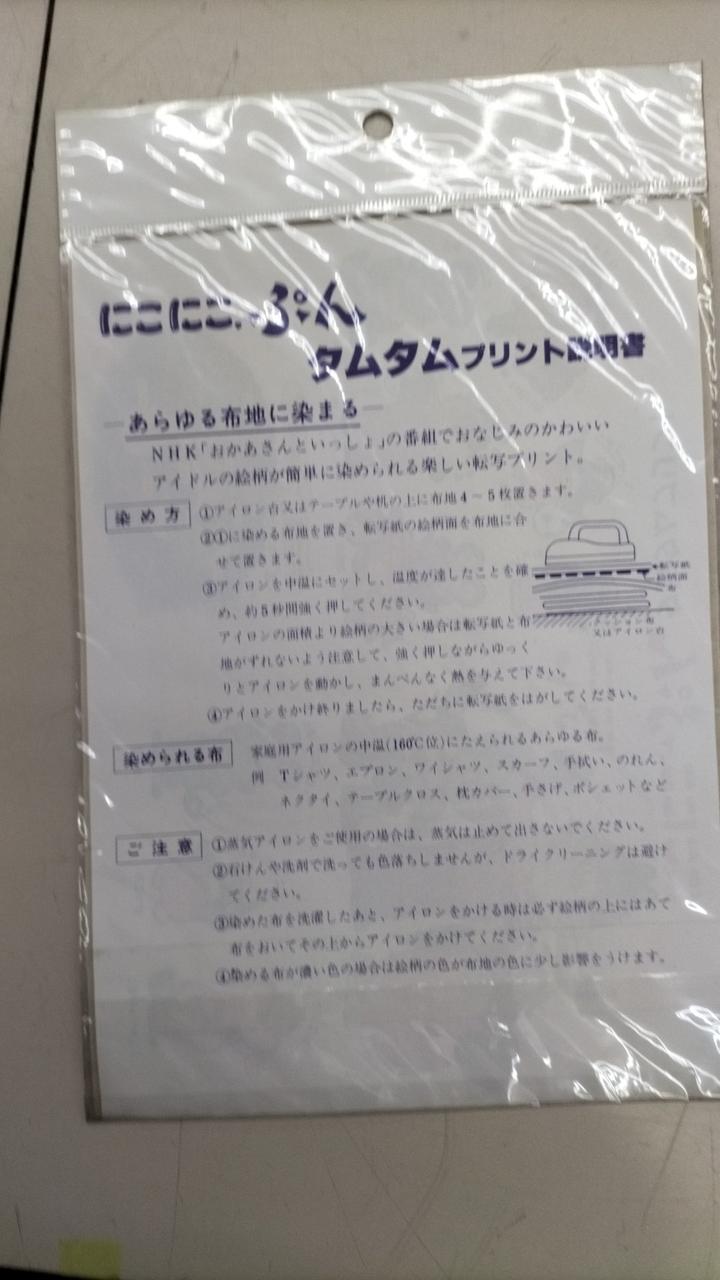 にこにこ、ぷん
タムタムプリント説明書
―あらゆる布地に染まる―
NHK「おかあさんといっしょ」の番組でおなじみのかわいい
アイドルの絵柄が簡単に染められる楽しい転写プリント。
染め方
①アイロン台又はテーブルや机の上に布地4～5枚置きます。
②①に染める布地を置き、転写紙の絵柄面を布地に合
せて置きます。
③アイロンを中温にセットし、温度が達したことを確
め、約5秒間強く押してください。
アイロンの面積より絵柄の大きい場合は転写紙と布
地がずれないよう注意して、強く押しながらゆっく
りとアイロンを動かし、まんべんなく熱を与えて下さい。
④アイロンをかけ終りましたら、ただちに転写紙をはがしてください。
転写紙
絵柄面
布
クッション布
又はアイロン台
染められる布
家庭用アイロンの中温(160℃位)にたえられるあらゆる布。
例 Tシャツ、エプロン、ワイシャツ、スカーフ、手拭い、のれん、
ネクタイ、テーブルクロス、枕カバー、手さげ、ポシェットなど
ご注意
①蒸気アイロンをご使用の場合は、蒸気は止めて出さないでください。
②石けんや洗剤で洗っても色落ちしませんが、ドライクリーニングは避け
てください。
③染めた布を洗濯したあと、アイロンをかける時は必ず絵柄の上にはあて
布をおいてその上からアイロンをかけてください。
④染める布が濃い色の場合は絵柄の色が布地の色に少し影響をうけます。